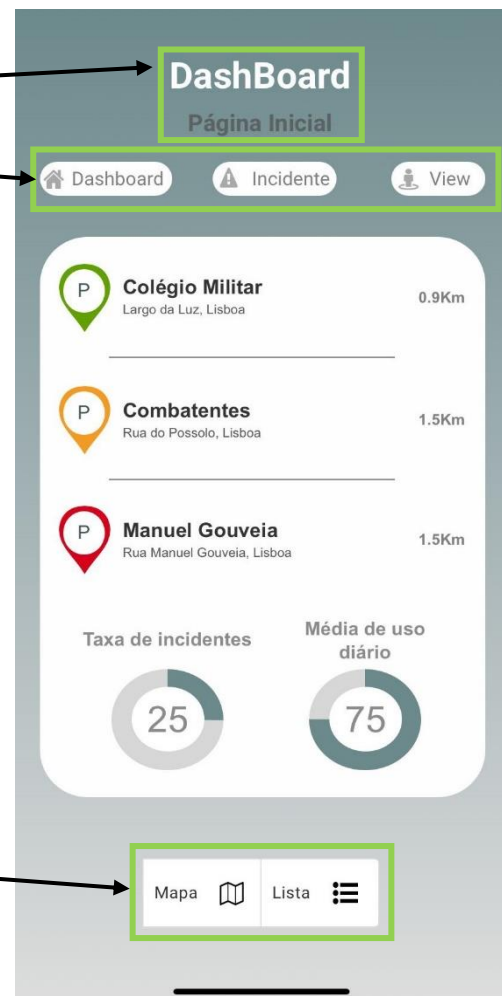 DashBoard
Página Inicial
Dashboard Incidente View
P Colégio Militar
Largo da Luz, Lisboa
0.9Km
P Combatentes
Rua do Possolo, Lisboa
1.5Km
P Manuel Gouveia
Rua Manuel Gouveia, Lisboa
1.5Km
Taxa de incidentes
25
Média de uso
diário
75
Mapa Lista